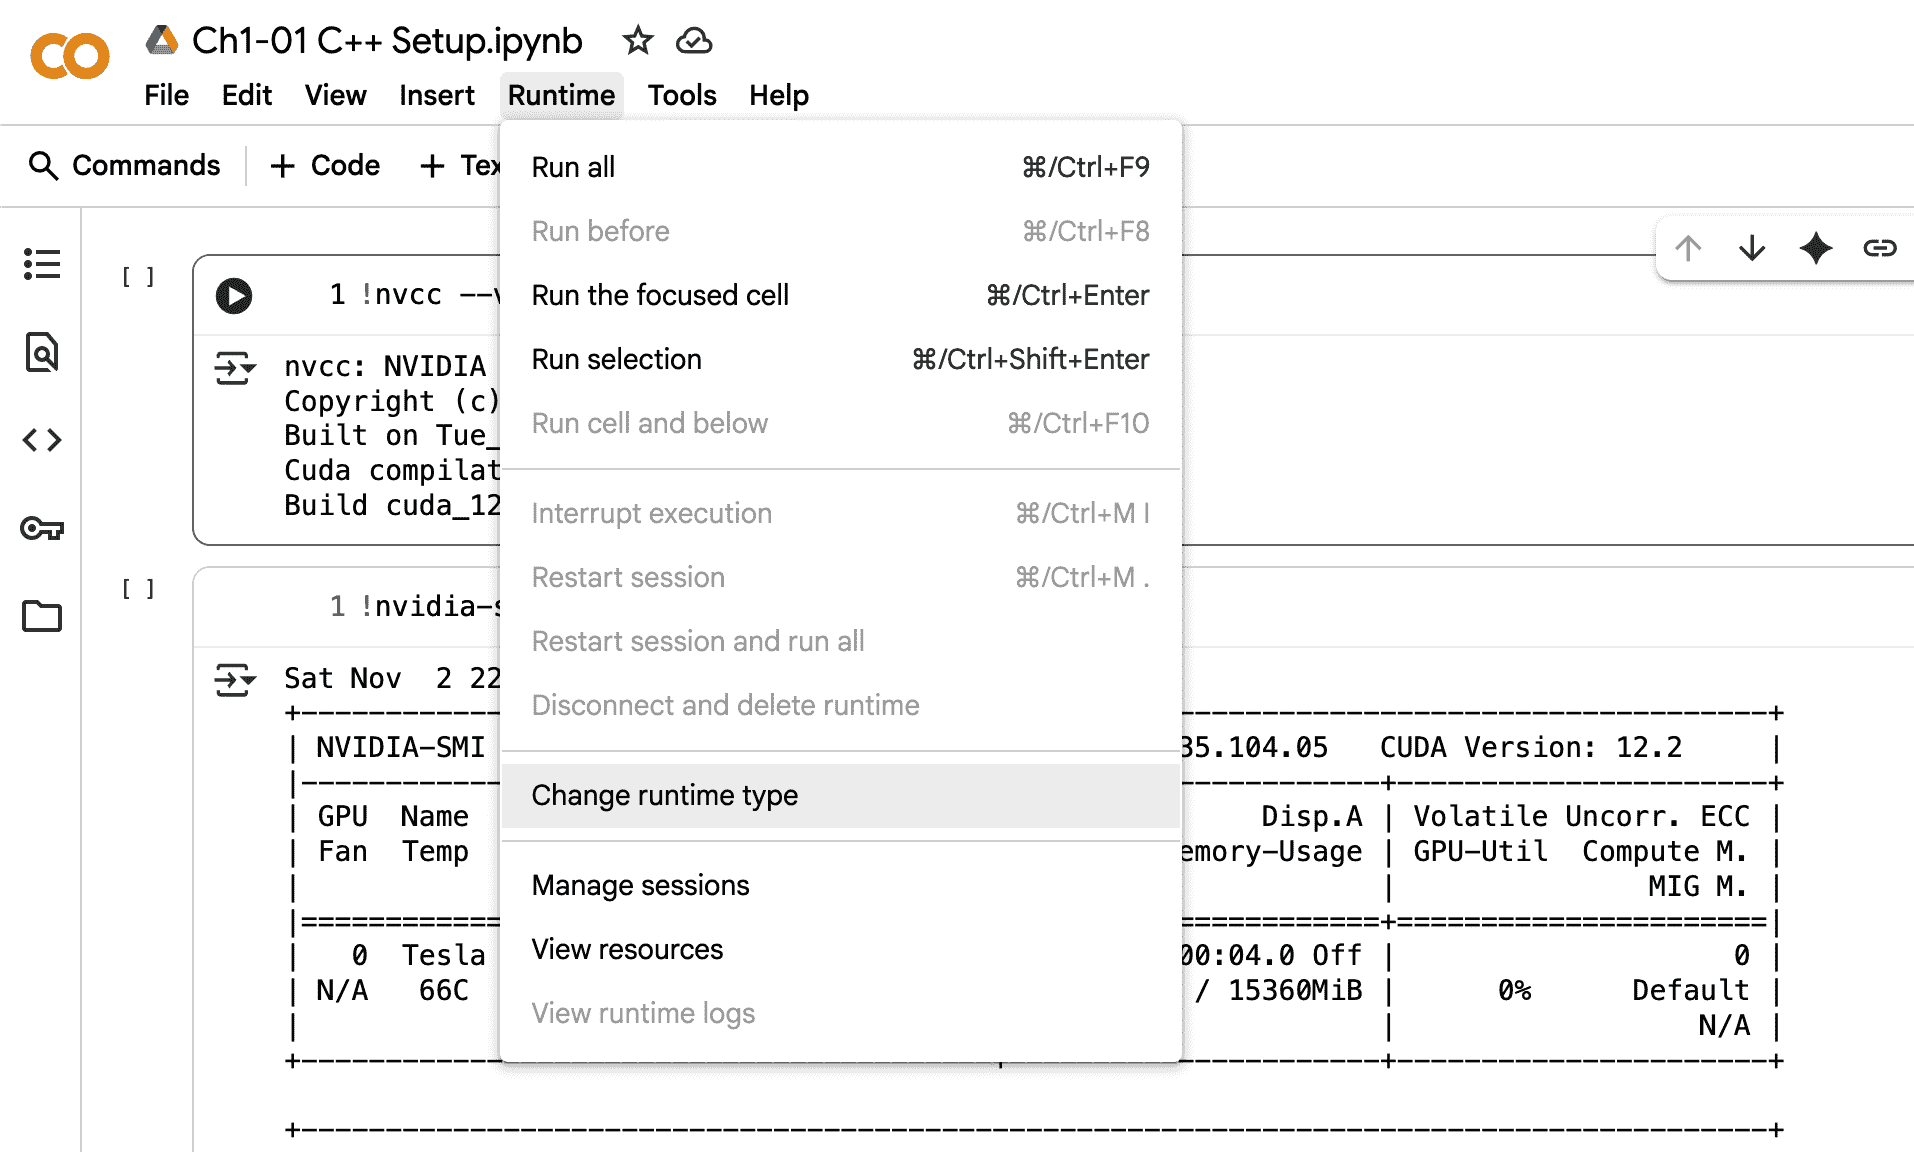 CO
Ch1-01 C++ Setup.ipynb
File Edit View Insert Runtime Tools Help
Commands + Code + Tex
Run all ⌘/Ctrl+F9
Run before ⌘/Ctrl+F8
Run the focused cell ⌘/Ctrl+Enter
Run selection ⌘/Ctrl+Shift+Enter
Run cell and below ⌘/Ctrl+F10
Interrupt execution ⌘/Ctrl+M I
Restart session ⌘/Ctrl+M .
Restart session and run all
Disconnect and delete runtime
Change runtime type
Manage sessions
View resources
View runtime logs
[ ]
1 !nvcc --v
nvcc: NVIDIA
Copyright (c)
Built on Tue_
Cuda compilat
Build cuda_12
[ ]
1 !nvidia-s
Sat Nov 2 22
NVIDIA-SMI 35.104.05 CUDA Version: 12.2
GPU Name Disp.A | Volatile Uncorr. ECC
Fan Temp emory-Usage | GPU-Util Compute M.
MIG M.
0 Tesla 00:04.0 Off | 0
N/A 66C / 15360MiB | 0% Default
N/A